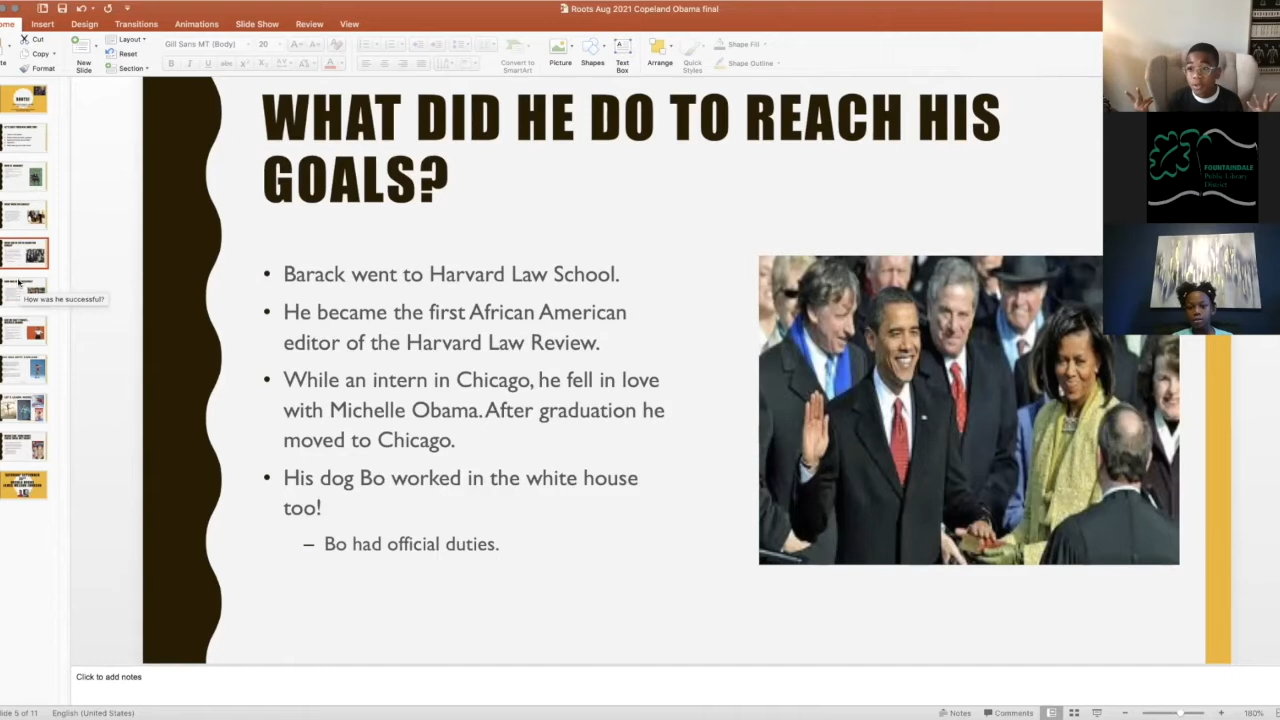 Roots Aug 2021 Copeland Obama final
Insert Design Transitions Animations Slide Show Review View
Cut
Copy
Format
New
Slide
Layout
Reset
Section
Gill Sans MT (Body) 20
Convert to
SmartArt
Picture
Shapes
Text
Box
Arrange
Quick
Styles
Shape Fill
Shape Outline
WHAT DID HE DO TO REACH HIS
GOALS?
• Barack went to Harvard Law School.
• He became the first African American
editor of the Harvard Law Review.
• While an intern in Chicago, he fell in love
with Michelle Obama. After graduation he
moved to Chicago.
• His dog Bo worked in the white house
too!
– Bo had official duties.
How was he successful?
FOUNTAINDALE
Public Library
District
Click to add notes
Slide 5 of 11 English (United States) Notes Comments 180%